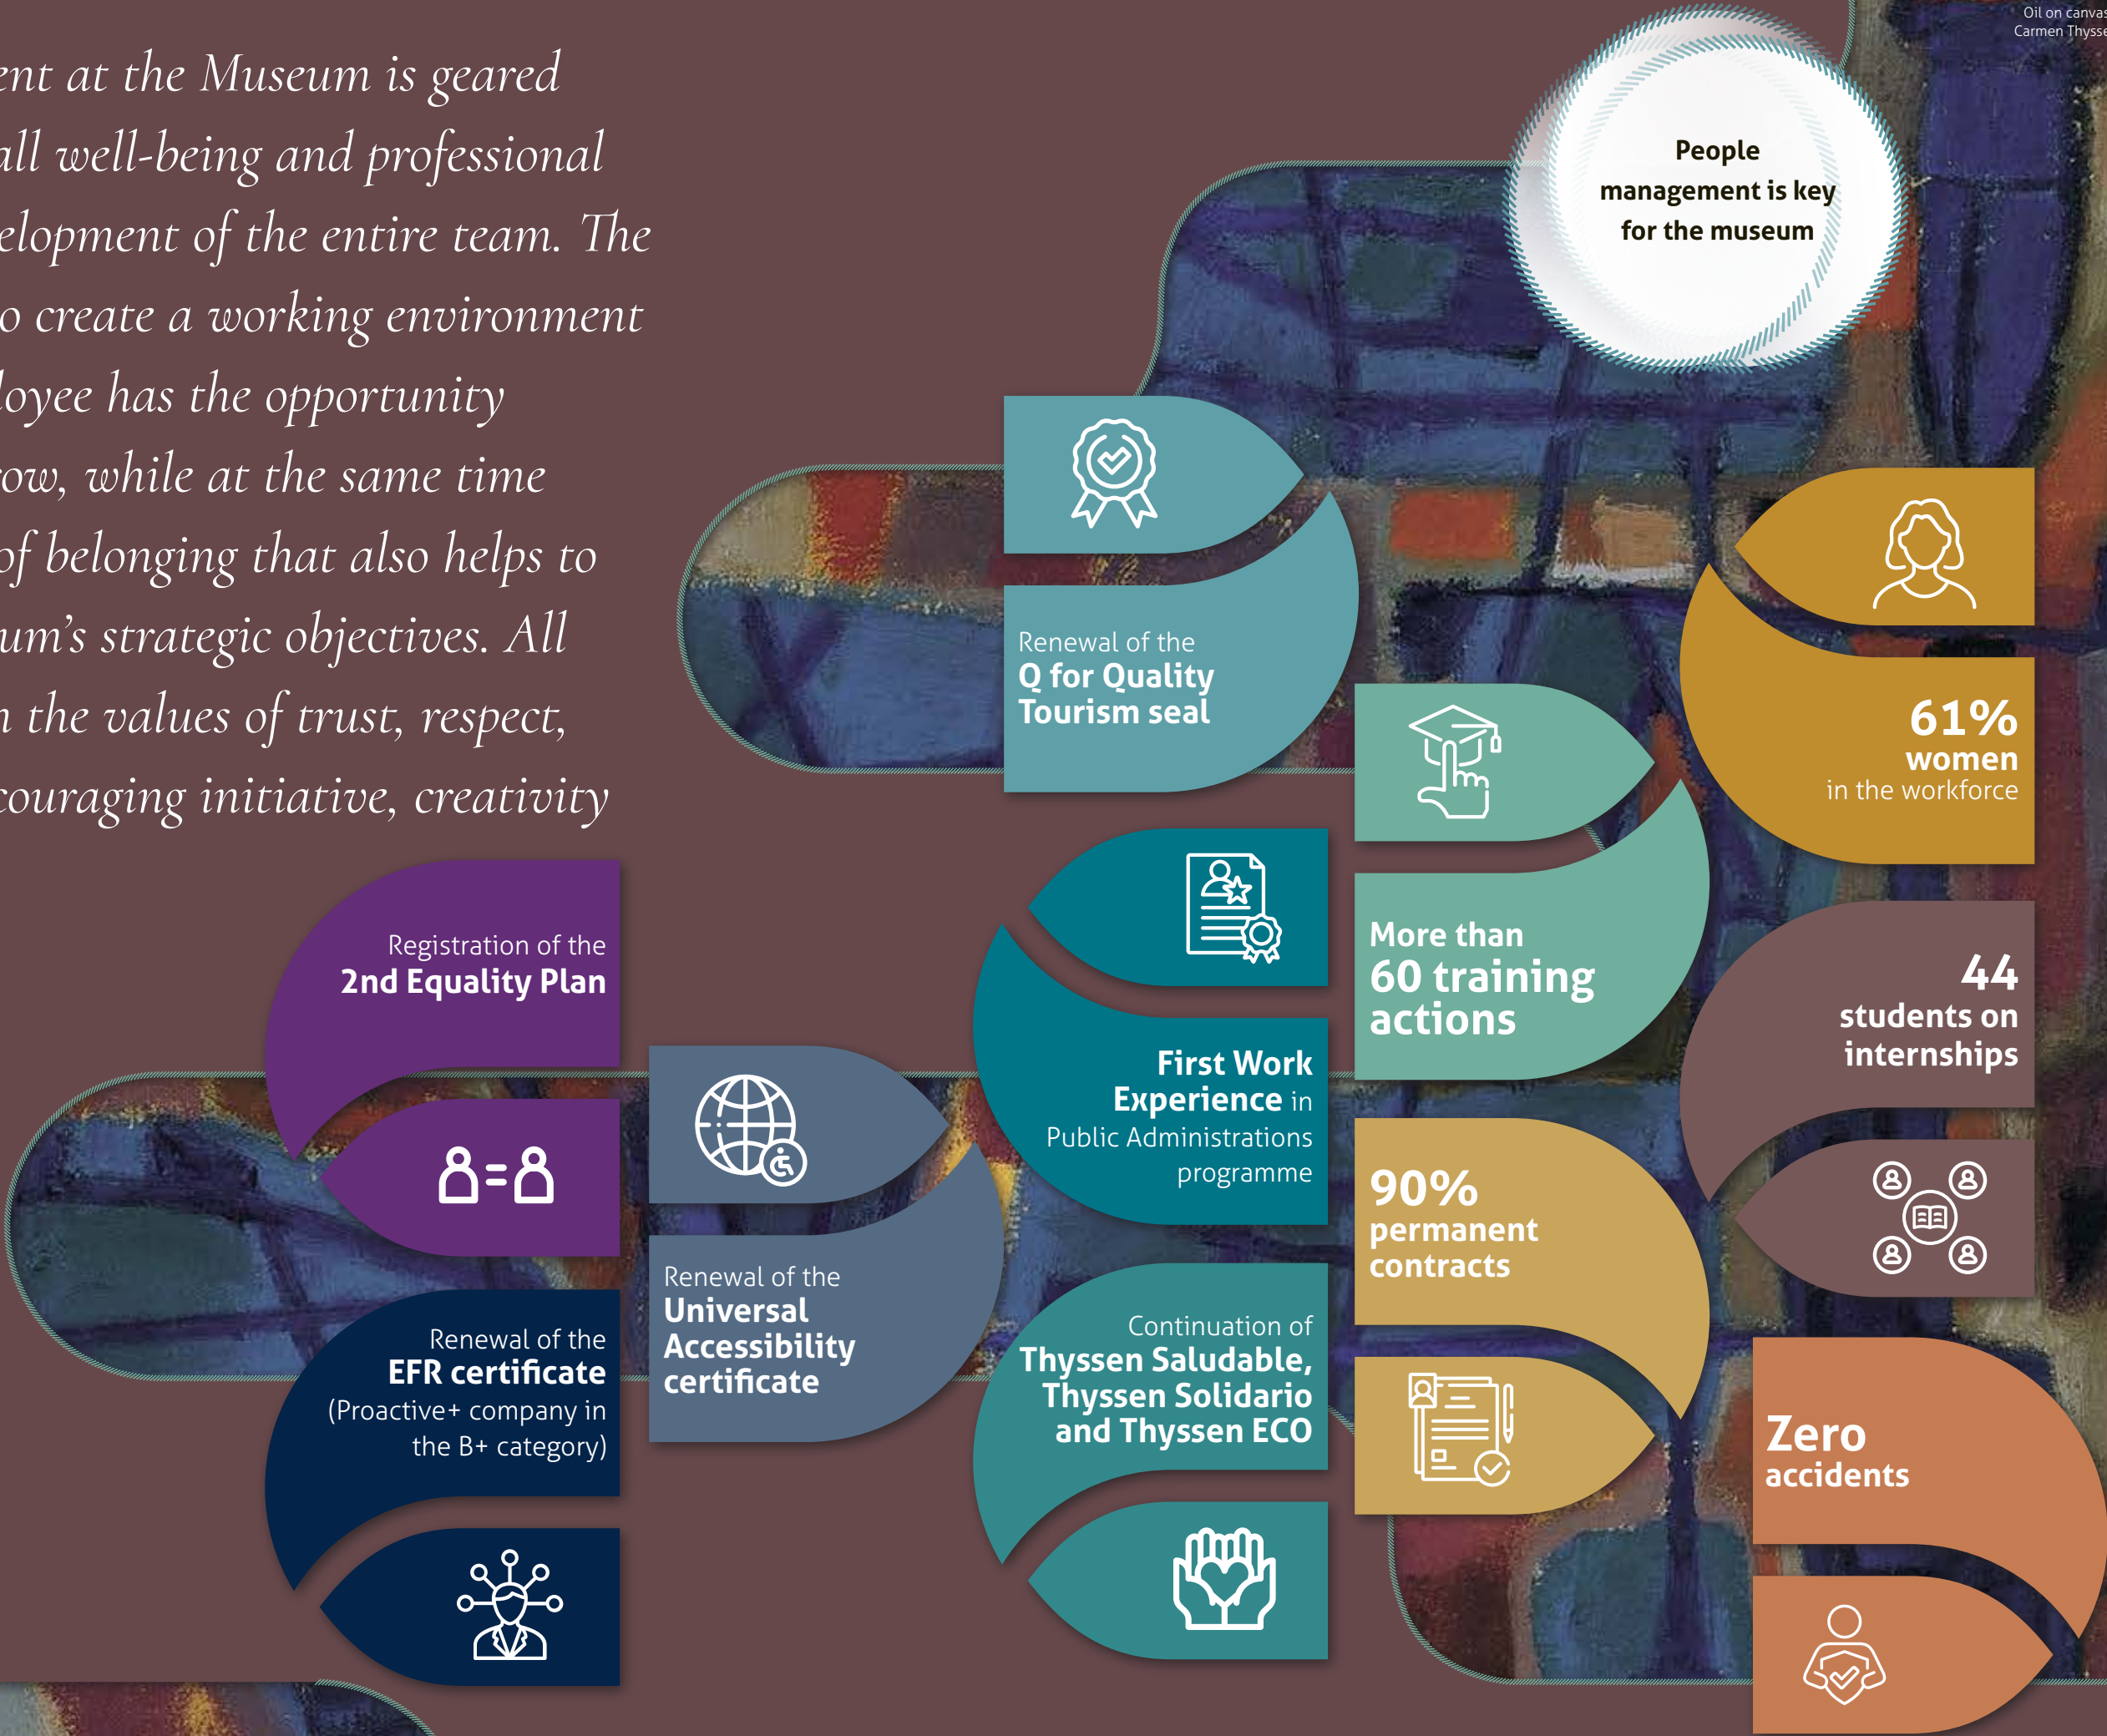 Oil on canvas
Carmen
ent at the Museum is geared
all well-being and professional
elopment of the entire team. The
o create a working environment
loyee has the opportunity
row, while at the same time
of belonging that also helps to
um's strategic objectives. All
n the values of trust, respect,
couraging initiative, creativity
People
management is key
for the museum
Renewal of the
Q for Quality
Tourism seal
61%
women
in the workforce
More than
60 training
actions
Registration of the
2nd Equality Plan
44
students on
internships
First Work
Experience in
Public Administrations
programme
90%
permanent
contracts
Renewal of the
Universal
Accessibility
certificate
Renewal of the
EFR certificate
(Proactive+ company in
the B+ category)
Continuation of
Thyssen Saludable,
Thyssen Solidario
and Thyssen ECO
Zero
accidents